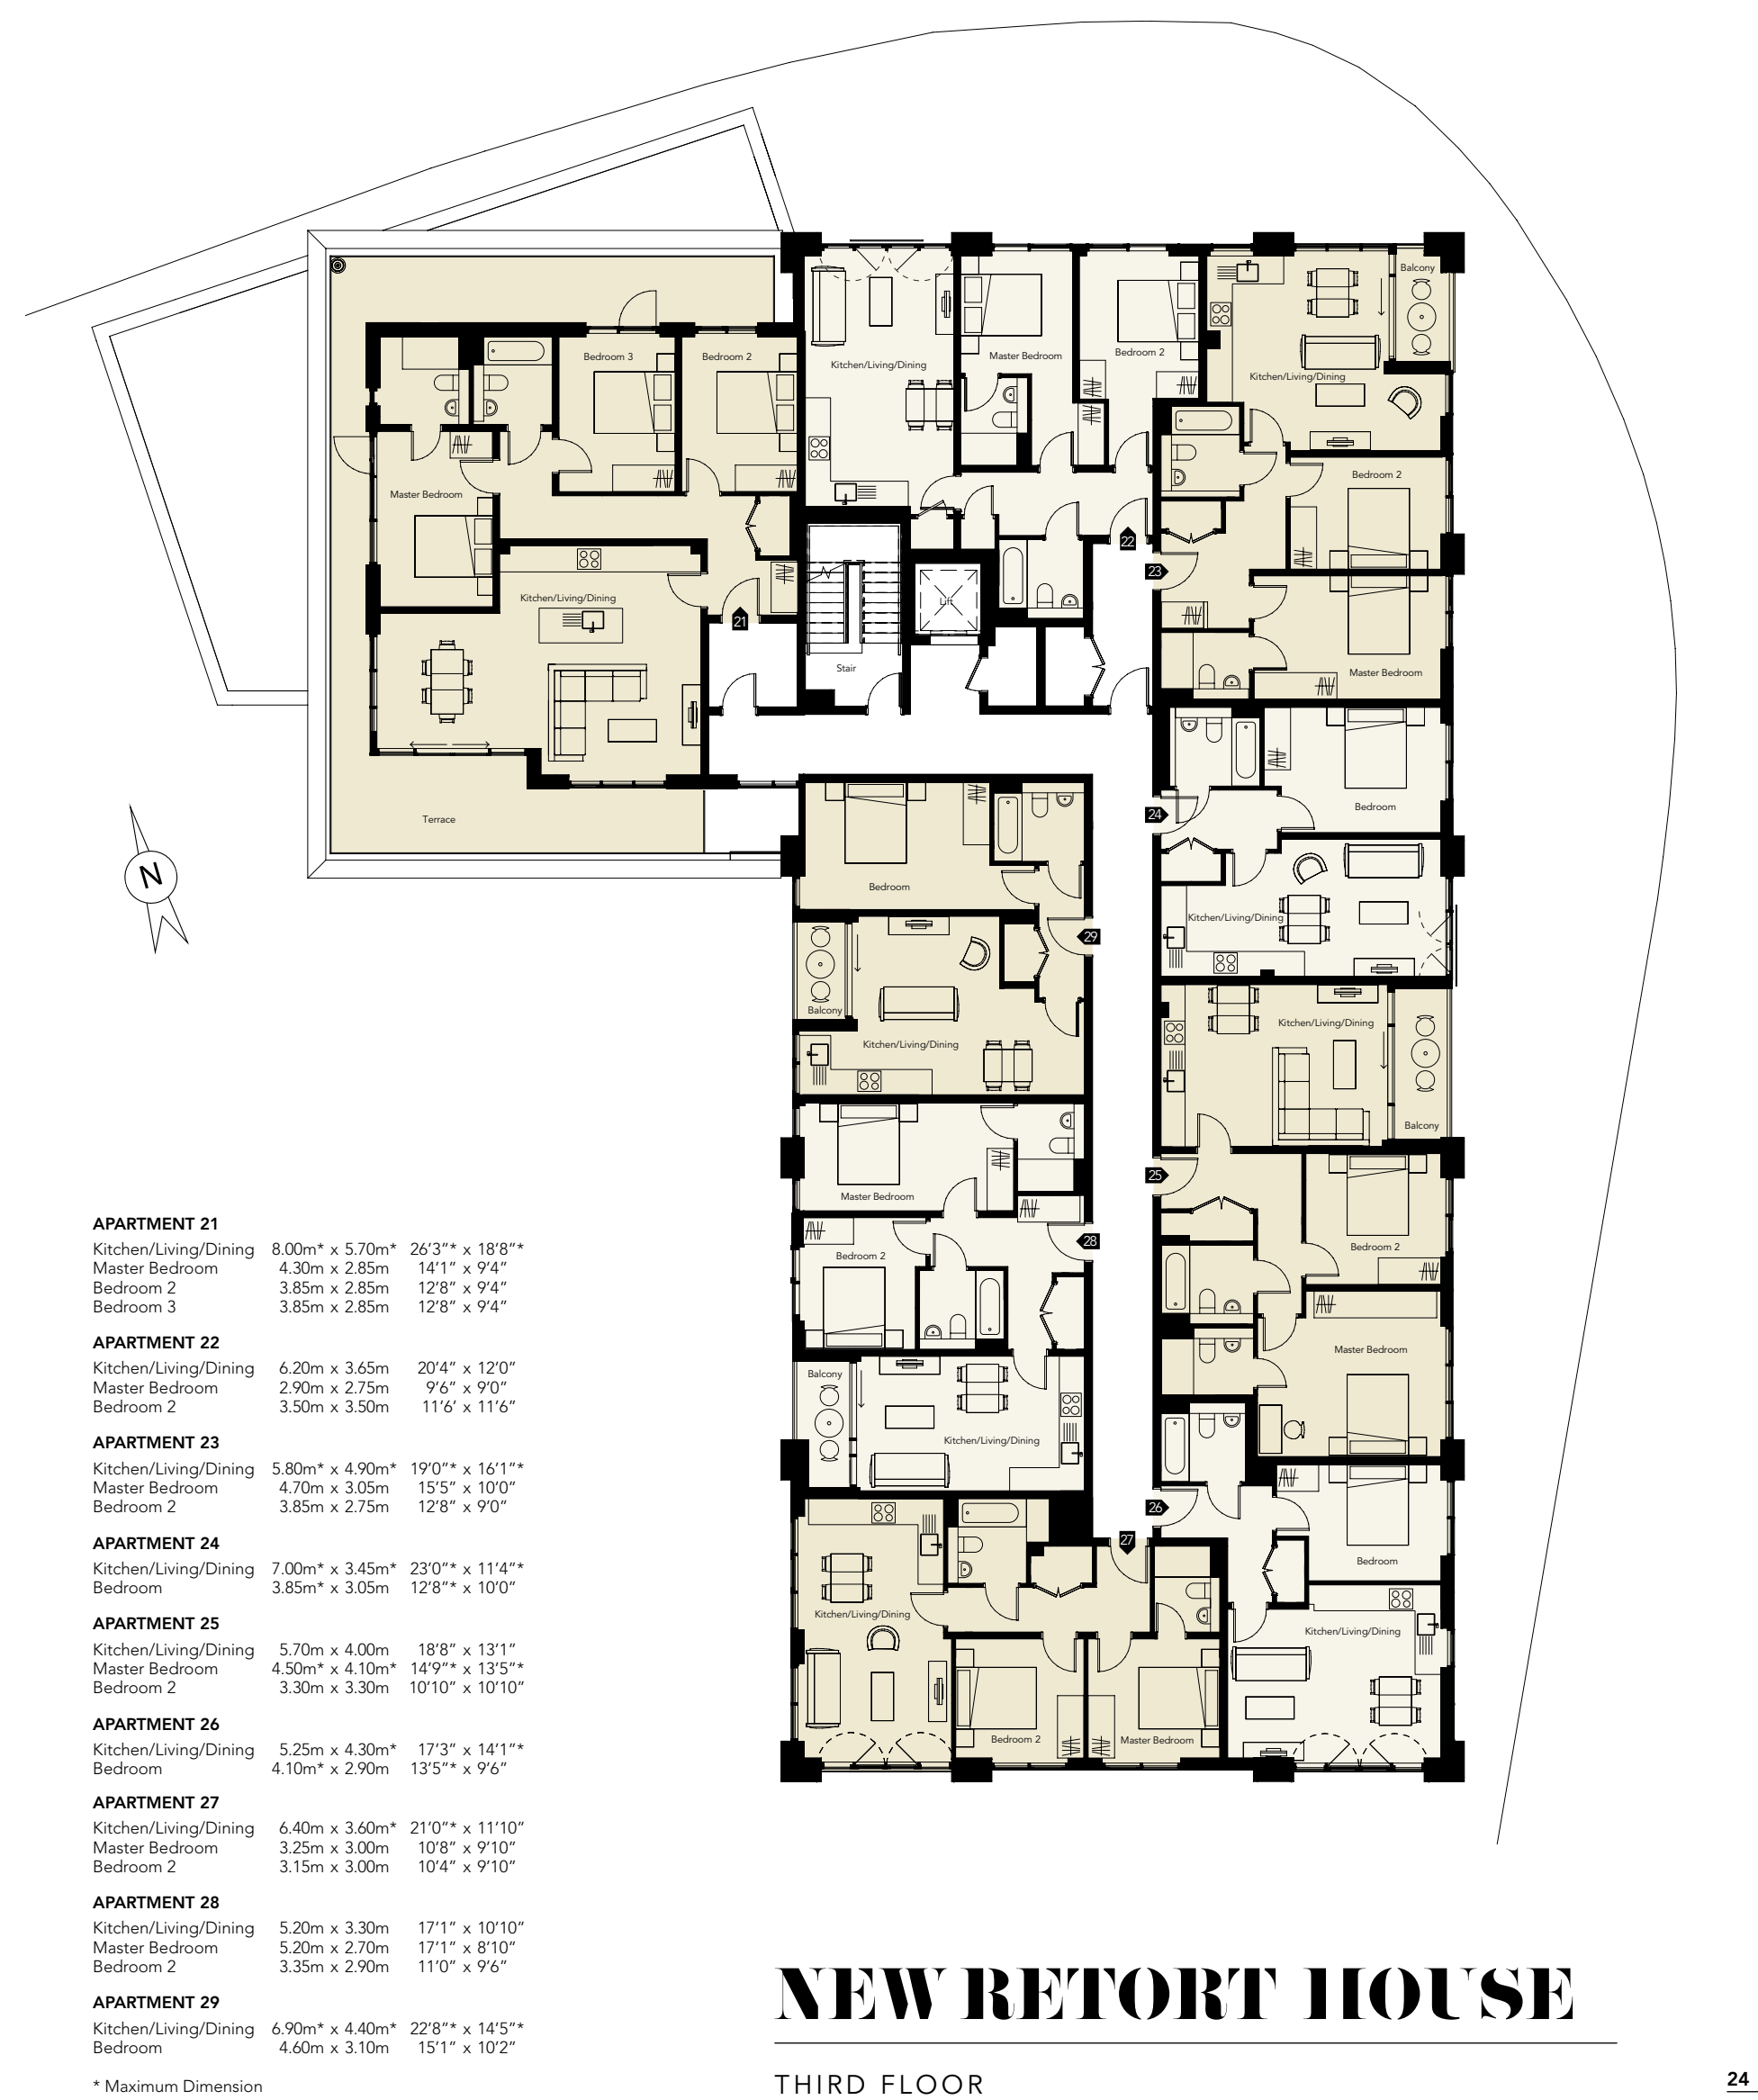 Balcony
Kitchen/Living/Dining
Master Bedroom
Bedroom 2
Kitchen/Living/Dining
Bedroom 3
Bedroom 2
Master Bedroom
Kitchen/Living/Dining
Bedroom 2
22
23
Lift
21
Stair
Master Bedroom
Terrace
N
24
Bedroom
Bedroom
Kitchen/Living/Dining
29
Balcony
Kitchen/Living/Dining
Kitchen/Living/Dining
Balcony
25
Master Bedroom
28
Bedroom 2
Bedroom 2
Master Bedroom
Balcony
Kitchen/Living/Dining
26
27
Bedroom
Kitchen/Living/Dining
Kitchen/Living/Dining
Bedroom 2
Master Bedroom
APARTMENT 21
Kitchen/Living/Dining 8.00m* x 5.70m* 26’3”* x 18’8”*
Master Bedroom 4.30m x 2.85m 14’1” x 9’4”
Bedroom 2 3.85m x 2.85m 12’8” x 9’4”
Bedroom 3 3.85m x 2.85m 12’8” x 9’4”
APARTMENT 22
Kitchen/Living/Dining 6.20m x 3.65m 20’4” x 12’0”
Master Bedroom 2.90m x 2.75m 9’6” x 9’0”
Bedroom 2 3.50m x 3.50m 11’6’ x 11’6”
APARTMENT 23
Kitchen/Living/Dining 5.80m* x 4.90m* 19’0”* x 16’1”*
Master Bedroom 4.70m x 3.05m 15’5” x 10’0”
Bedroom 2 3.85m x 2.75m 12’8” x 9’0”
APARTMENT 24
Kitchen/Living/Dining 7.00m* x 3.45m* 23’0”* x 11’4”*
Bedroom 3.85m* x 3.05m 12’8”* x 10’0”
APARTMENT 25
Kitchen/Living/Dining 5.70m x 4.00m 18’8” x 13’1”
Master Bedroom 4.50m* x 4.10m* 14’9”* x 13’5”*
Bedroom 2 3.30m x 3.30m 10’10” x 10’10”
APARTMENT 26
Kitchen/Living/Dining 5.25m x 4.30m* 17’3” x 14’1”*
Bedroom 4.10m* x 2.90m 13’5”* x 9’6”
APARTMENT 27
Kitchen/Living/Dining 6.40m x 3.60m* 21’0”* x 11’10”
Master Bedroom 3.25m x 3.00m 10’8” x 9’10”
Bedroom 2 3.15m x 3.00m 10’4” x 9’10”
APARTMENT 28
Kitchen/Living/Dining 5.20m x 3.30m 17’1” x 10’10”
Master Bedroom 5.20m x 2.70m 17’1” x 8’10”
Bedroom 2 3.35m x 2.90m 11’0” x 9’6”
APARTMENT 29
Kitchen/Living/Dining 6.90m* x 4.40m* 22’8”* x 14’5”*
Bedroom 4.60m x 3.10m 15’1” x 10’2”
* Maximum Dimension
NEW RETORT HOUSE
THIRD FLOOR
24